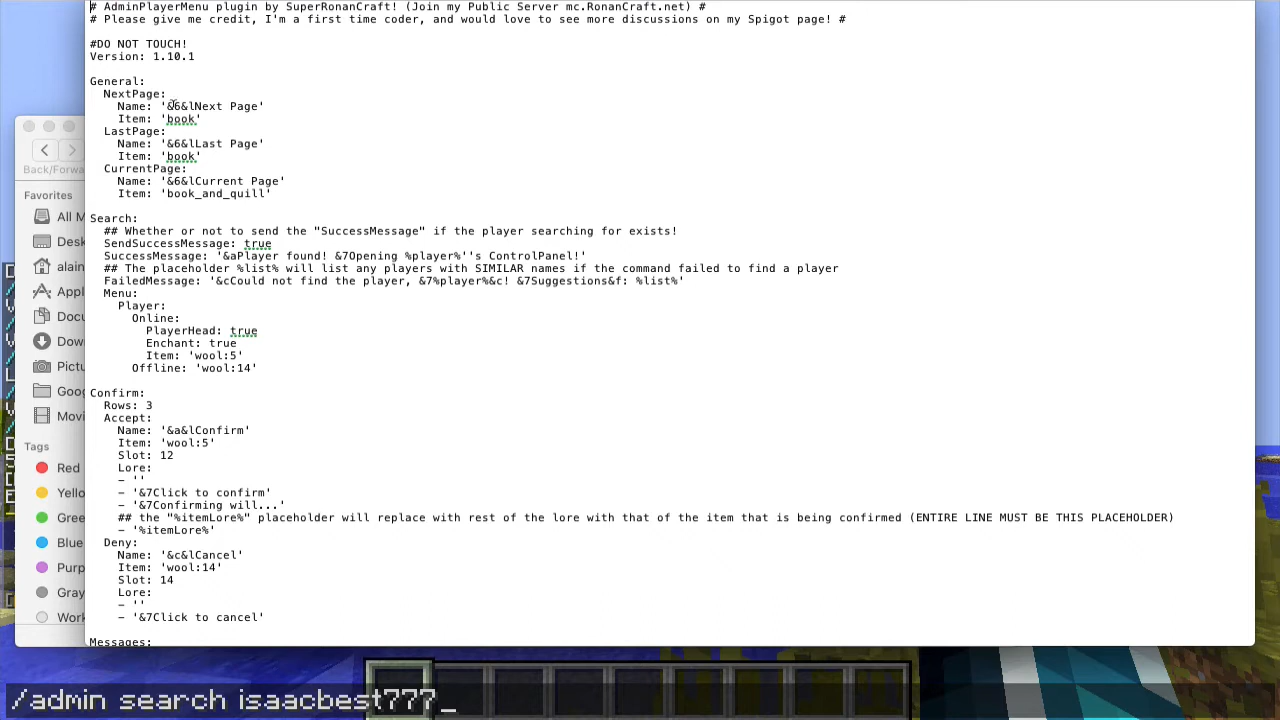 # AdminPlayerMenu plugin by SuperRonanCraft! (Join my Public Server mc.RonanCraft.net) #
# Please give me credit, I'm a first time coder, and would love to see more discussions on my Spigot page! #
#DO NOT TOUCH!
Version: 1.10.1
General:
NextPage:
Name: '&6&lNext Page'
Item: 'book'
LastPage:
Name: '&6&lLast Page'
Item: 'book'
CurrentPage:
Name: '&6&lCurrent Page'
Item: 'book_and_quill'
Search:
## Whether or not to send the "SuccessMessage" if the player searching for exists!
SendSuccessMessage: true
SuccessMessage: '&aPlayer found! &7Opening %player%''s ControlPanel!'
## The placeholder %list% will list any players with SIMILAR names if the command failed to find a player
FailedMessage: '&cCould not find the player, &7%player%&c! &7Suggestions&f: %list%'
Menu:
Player:
Online:
PlayerHead: true
Enchant: true
Item: 'wool:5'
Offline: 'wool:14'
Confirm:
Rows: 3
Accept:
Name: '&a&lConfirm'
Item: 'wool:5'
Slot: 12
Lore:
- ''
- '&7Click to confirm'
- '&7Confirming will...'
## the "%itemLore%" placeholder will replace with rest of the lore with that of the item that is being confirmed (ENTIRE LINE MUST BE THIS PLACEHOLDER)
- '%itemLore%'
Deny:
Name: '&c&lCancel'
Item: 'wool:14'
Slot: 14
Lore:
- ''
- '&7Click to cancel'
Messages:
Back/Forwa
Favorites
All M
Desk
alain
Appl
Docu
Dow
Pictu
Goog
Movi
Tags
Red
Yello
Gree
Blue
Purp
Gray
Work
/admin search isaacbest777_